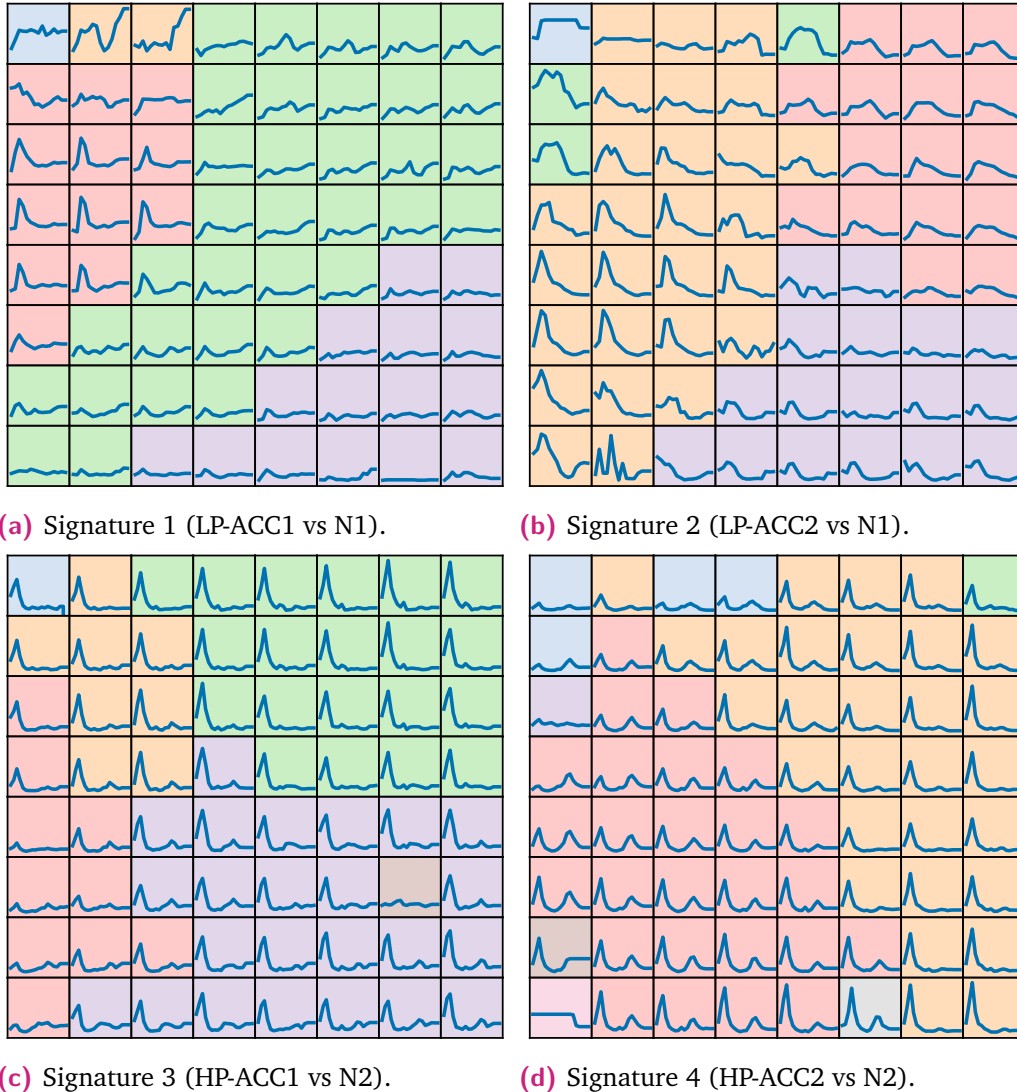 (a) Signature 1 (LP-ACC1 vs N1).
(b) Signature 2 (LP-ACC2 vs N1).
(c) Signature 3 (HP-ACC1 vs N2).
(d) Signature 4 (HP-ACC2 vs N2).